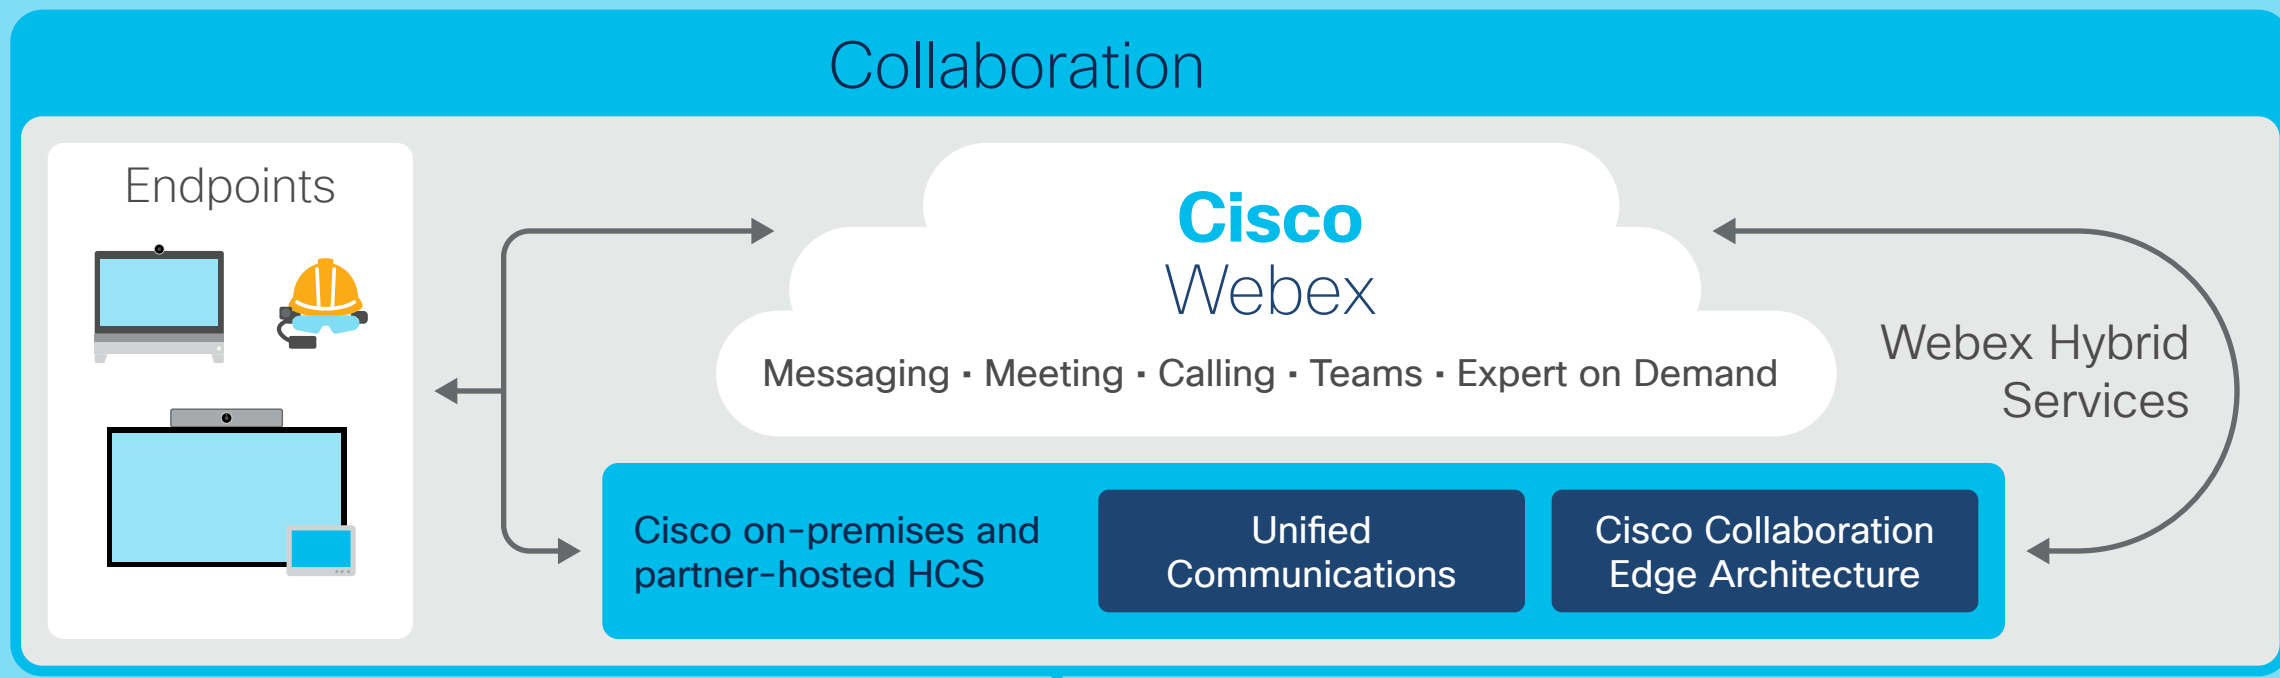 Collaboration
Endpoints
Cisco
Webex
Messaging · Meeting · Calling · Teams · Expert on Demand
Webex Hybrid
Services
Cisco on-premises and
partner-hosted HCS
Unified
Communications
Cisco Collaboration
Edge Architecture